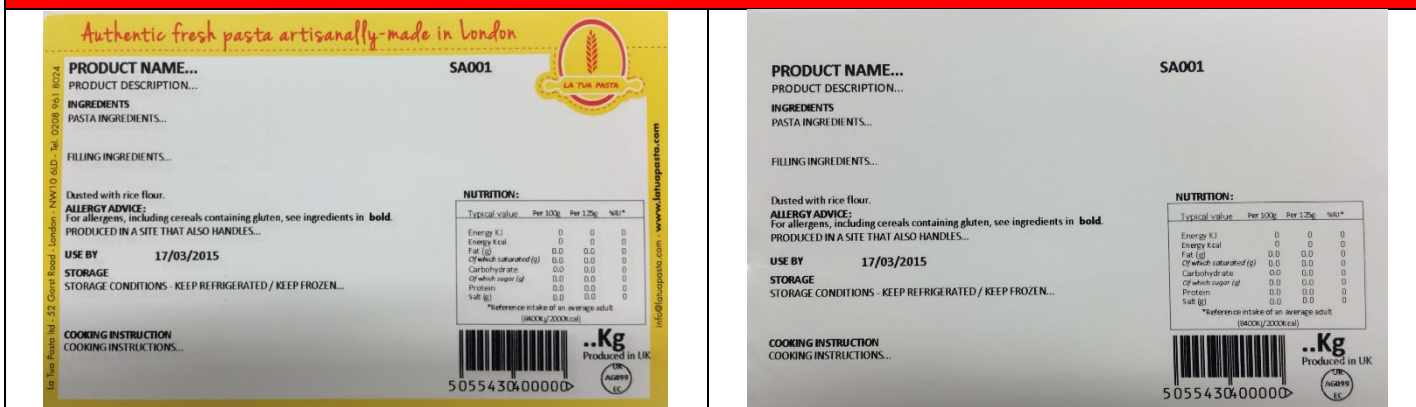 Authentic fresh pasta artisanally-made in London
LA TUA PASTA
La Tua Pasta ltd - 52 Gorst Road - London - NW10 6LD - Tel. 0208 961 8024
PRODUCT NAME...
SA001
PRODUCT DESCRIPTION...
INGREDIENTS
PASTA INGREDIENTS...
FILLING INGREDIENTS...
Dusted with rice flour.
ALLERGY ADVICE:
For allergens, including cereals containing gluten, see ingredients in bold.
PRODUCED IN A SITE THAT ALSO HANDLES...
USE BY 17/03/2015
STORAGE
STORAGE CONDITIONS - KEEP REFRIGERATED / KEEP FROZEN...
COOKING INSTRUCTION
COOKING INSTRUCTIONS...
NUTRITION:
Typical value Per 100g Per 125g %RI*
Energy KJ 0 0 0
Energy Kcal 0 0 0
Fat (g) 0.0 0.0 0
Of which saturated (g) 0.0 0.0 0
Carbohydrate 0.0 0.0 0
Of which sugar (g) 0.0 0.0 0
Protein 0.0 0.0 0
Salt (g) 0.0 0.0 0
*Reference intake of an average adult
(8400Kj/2000Kcal)
..Kg
Produced in UK
UK
AG099
EC
5055430400000>
info@latuapasta.com - www.latuapasta.com
PRODUCT NAME...
SA001
PRODUCT DESCRIPTION...
INGREDIENTS
PASTA INGREDIENTS...
FILLING INGREDIENTS...
Dusted with rice flour.
ALLERGY ADVICE:
For allergens, including cereals containing gluten, see ingredients in bold.
PRODUCED IN A SITE THAT ALSO HANDLES...
USE BY 17/03/2015
STORAGE
STORAGE CONDITIONS - KEEP REFRIGERATED / KEEP FROZEN...
COOKING INSTRUCTION
COOKING INSTRUCTIONS...
NUTRITION:
Typical value Per 100g Per 125g %RI*
Energy KJ 0 0 0
Energy Kcal 0 0 0
Fat (g) 0.0 0.0 0
Of which saturated (g) 0.0 0.0 0
Carbohydrate 0.0 0.0 0
Of which sugar (g) 0.0 0.0 0
Protein 0.0 0.0 0
Salt (g) 0.0 0.0 0
*Reference intake of an average adult
(8400Kj/2000Kcal)
..Kg
Produced in UK
UK
AG099
EC
5055430400000>